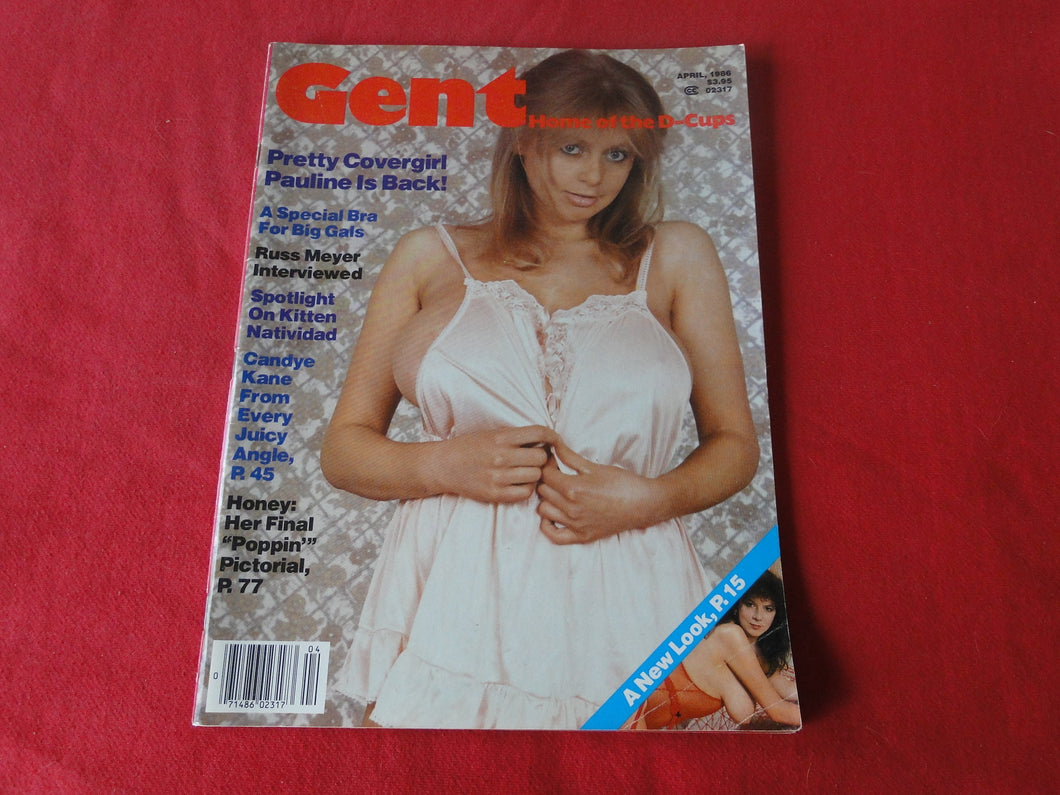 Gent
Home of the D-Cups
APRIL, 1986
$3.95
CC 02317
Pretty Covergirl
Pauline Is Back!
A Special Bra
For Big Gals
Russ Meyer
Interviewed
Spotlight
On Kitten
Natividad
Candye
Kane
From
Every
Juicy
Angle,
P. 45
Honey:
Her Final
“Poppin’”
Pictorial,
P. 77
A New Look, P. 15
04
0
71486 02317